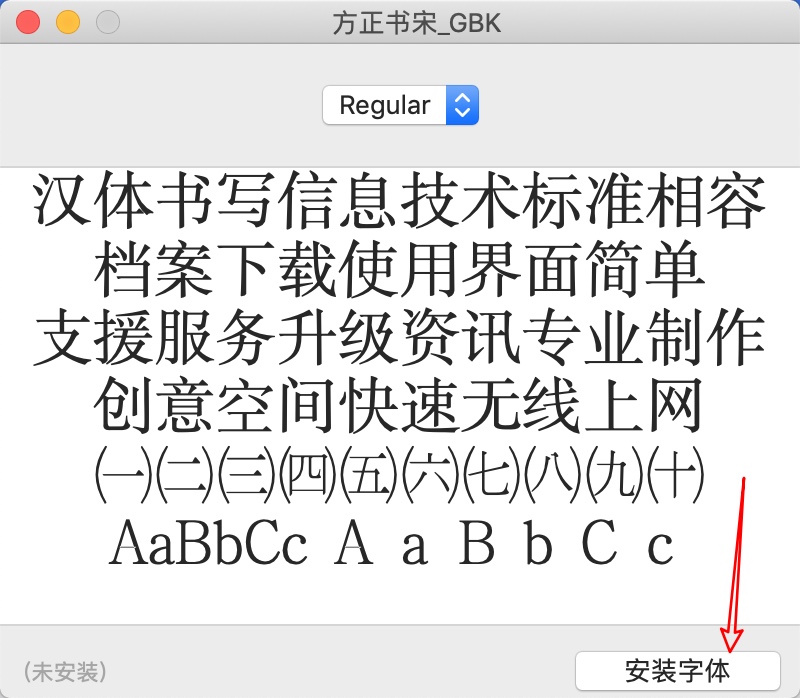 方正书宋_GBK
Regular
汉体书写信息技术标准相容
档案下载使用界面简单
支援服务升级资讯专业制作
创意空间快速无线上网
㈠㈡㈢㈣㈤㈥㈦㈧㈨㈩
AaBbCc A a B b C c
(未安装)
安装字体